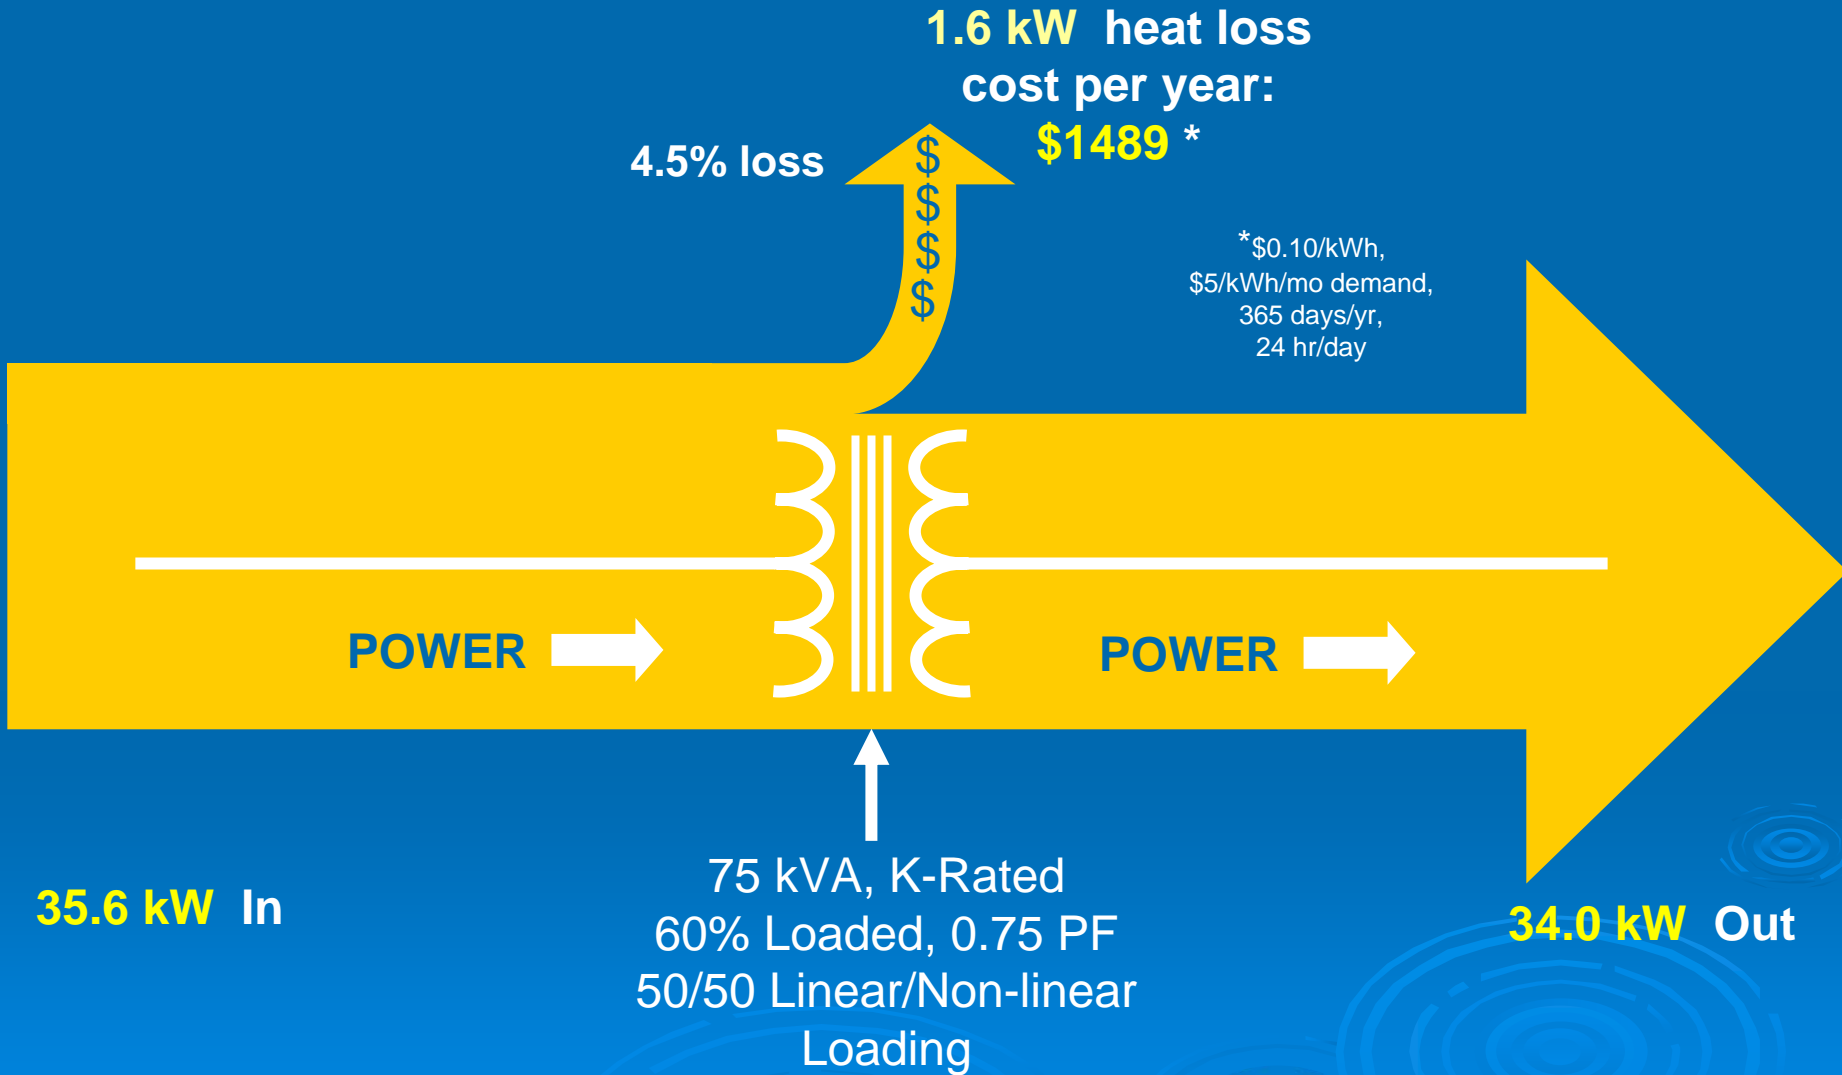 1.6 kW heat loss
cost per year:
$1489 *
4.5% loss
$
$
$
$
*$0.10/kWh,
$5/kWh/mo demand,
365 days/yr,
24 hr/day
POWER
POWER
75 kVA, K-Rated
60% Loaded, 0.75 PF
50/50 Linear/Non-linear
Loading
35.6 kW In
34.0 kW Out